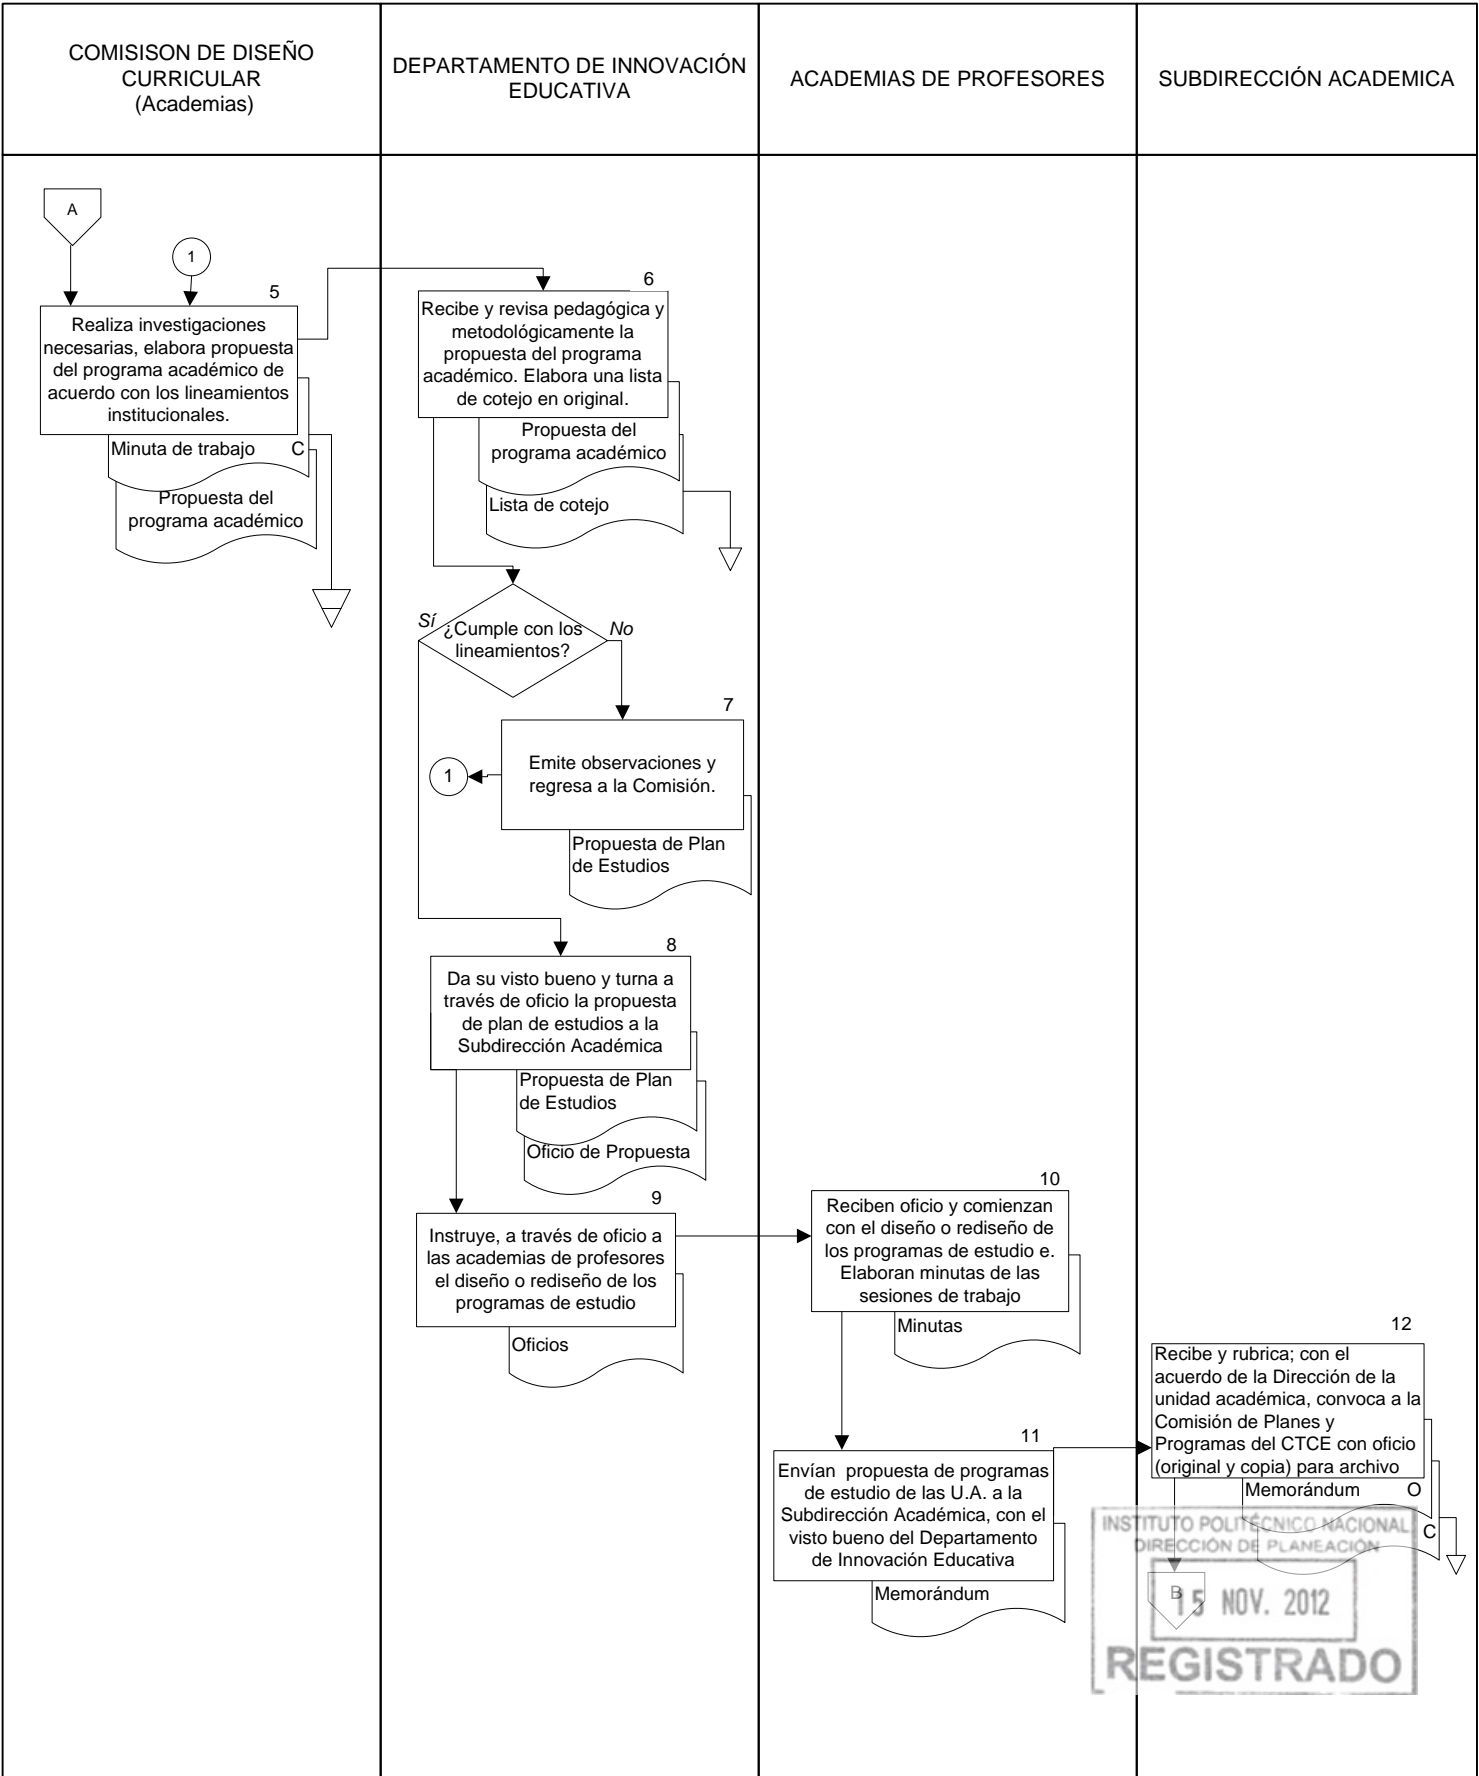 COMISISON DE DISEÑO
CURRICULAR
(Academias)
DEPARTAMENTO DE INNOVACIÓN
EDUCATIVA
ACADEMIAS DE PROFESORES
SUBDIRECCIÓN ACADEMICA
A
1
5
Realiza investigaciones
necesarias, elabora propuesta
del programa académico de
acuerdo con los lineamientos
institucionales.
Minuta de trabajo C
Propuesta del
programa académico
6
Recibe y revisa pedagógica y
metodológicamente la
propuesta del programa
académico. Elabora una lista
de cotejo en original.
Propuesta del
programa académico
Lista de cotejo
Sí
¿Cumple con los
lineamientos?
No
7
Emite observaciones y
regresa a la Comisión.
1
Propuesta de Plan
de Estudios
8
Da su visto bueno y turna a
través de oficio la propuesta
de plan de estudios a la
Subdirección Académica
Propuesta de Plan
de Estudios
Oficio de Propuesta
9
Instruye, a través de oficio a
las academias de profesores
el diseño o rediseño de los
programas de estudio
Oficios
10
Reciben oficio y comienzan
con el diseño o rediseño de
los programas de estudio e.
Elaboran minutas de las
sesiones de trabajo
Minutas
11
Envían propuesta de programas
de estudio de las U.A. a la
Subdirección Académica, con el
visto bueno del Departamento
de Innovación Educativa
Memorándum
12
Recibe y rubrica; con el
acuerdo de la Dirección de la
unidad académica, convoca a la
Comisión de Planes y
Programas del CTCE con oficio
(original y copia) para archivo
Memorándum O
C
B
INSTITUTO POLITÉCNICO NACIONAL
DIRECCIÓN DE PLANEACIÓN
15 NOV. 2012
REGISTRADO